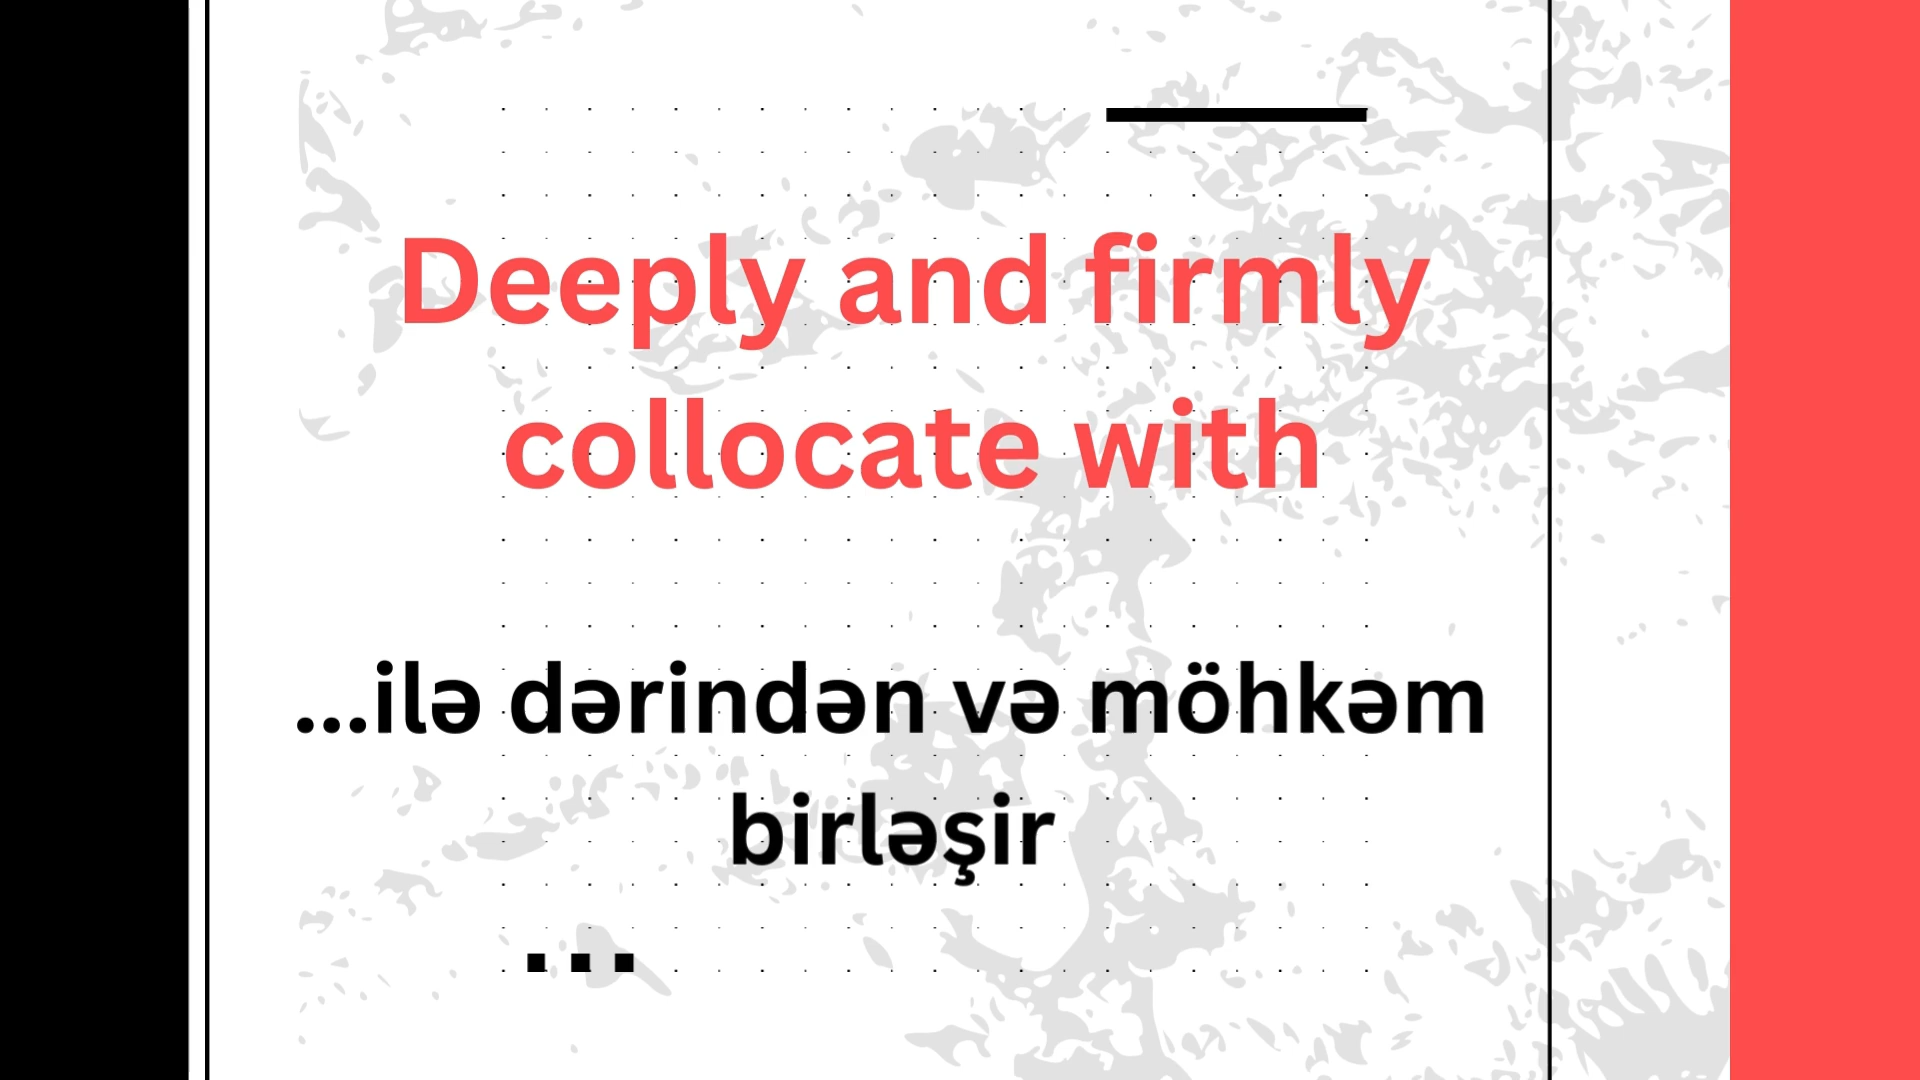 Deeply and firmly
collocate with
...ilə dərindən və möhkəm
birləşir
...